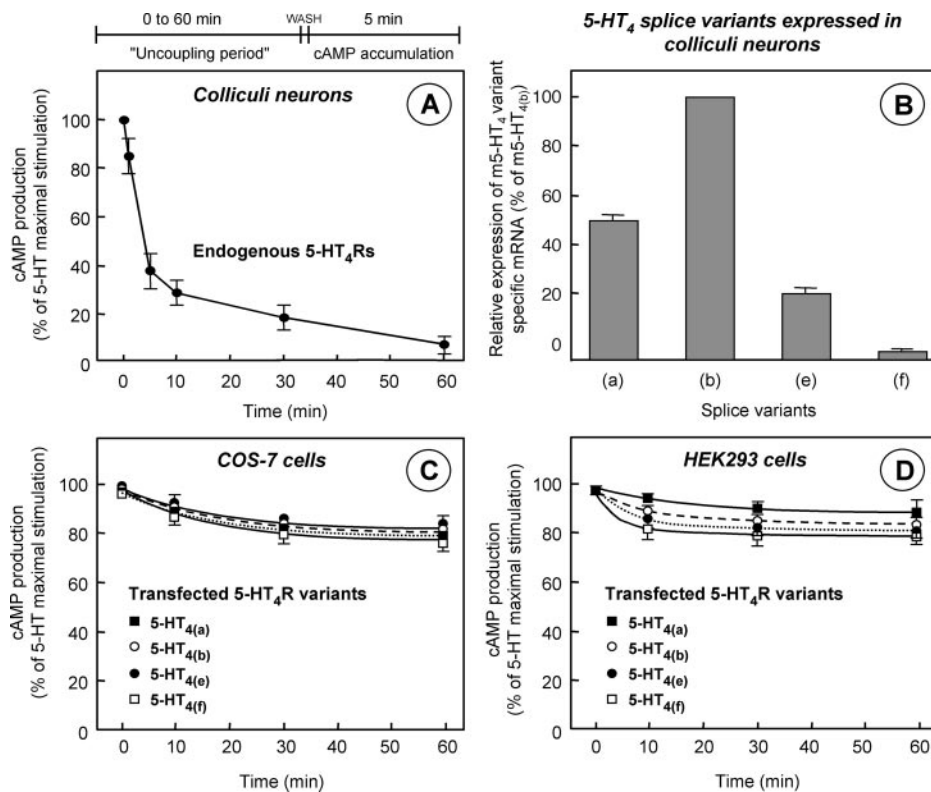 0 to 60 min
WASH
5 min
"Uncoupling period"
cAMP accumulation
Colliculi neurons
A
cAMP production
(% of 5-HT maximal stimulation)
100
80
60
40
20
0
Endogenous 5-HT4Rs
0 10 20 30 40 50 60
Time (min)
5-HT4 splice variants expressed in
colliculi neurons
B
Relative expression of m5-HT4 variant
specific mRNA (% of m5-HT4(b))
100
80
60
40
20
0
(a) (b) (e) (f)
Splice variants
COS-7 cells
C
cAMP production
(% of 5-HT maximal stimulation)
100
80
60
80
20
0
Transfected 5-HT4R variants
5-HT4(a)
5-HT4(b)
5-HT4(e)
5-HT4(f)
0 10 20 30 40 50 60
Time (min)
HEK293 cells
D
cAMP production
(% of 5-HT maximal stimulation)
100
80
60
80
20
0
Transfected 5-HT4R variants
5-HT4(a)
5-HT4(b)
5-HT4(e)
5-HT4(f)
0 10 20 30 40 50 60
Time (min)